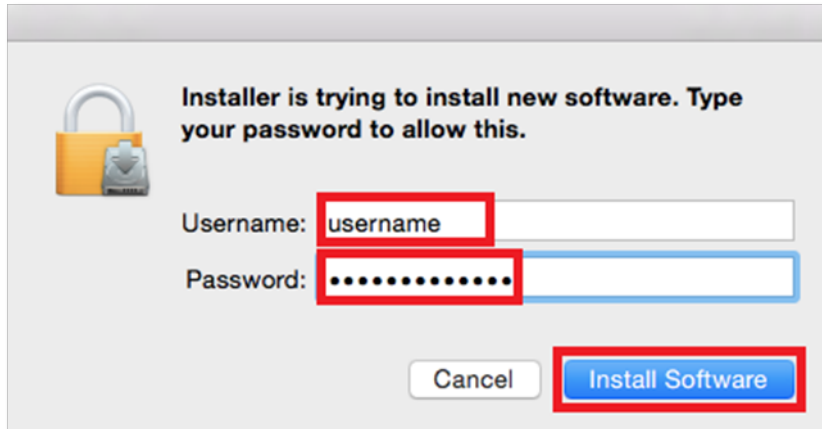 Installer is trying to install new software. Type
your password to allow this.
Username: username
Password: •••••••••••••
Cancel Install Software